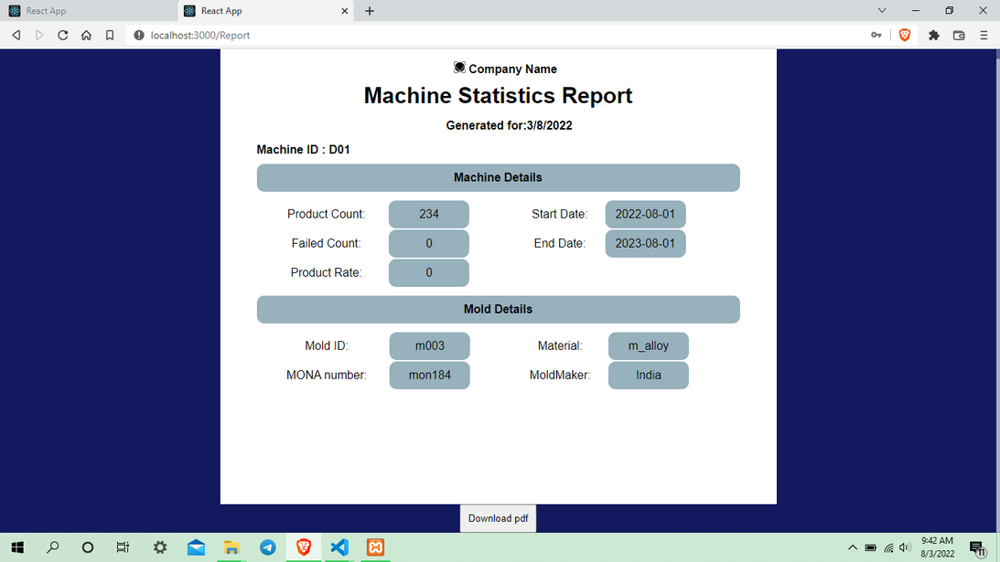 React App
React App
localhost:3000/Report
Company Name
Machine Statistics Report
Generated for:3/8/2022
Machine ID : D01
Machine Details
Product Count: 234 Start Date: 2022-08-01
Failed Count: 0 End Date: 2023-08-01
Product Rate: 0
Mold Details
Mold ID: m003 Material: m_alloy
MONA number: mon184 MoldMaker: India
Download pdf
9:42 AM
8/3/2022
11